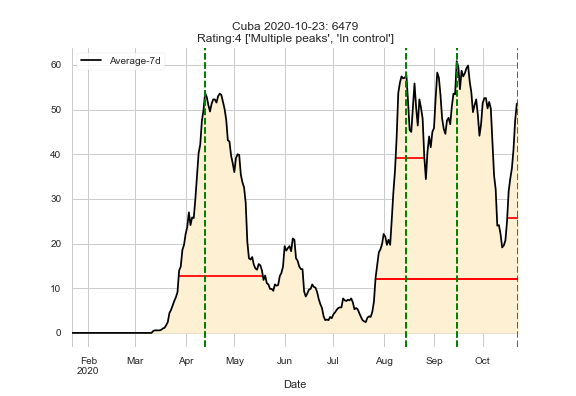 Cuba 2020-10-23: 6479
Rating:4 ['Multiple peaks', 'In control']
Average-7d
60
50
40
30
20
10
0
Feb Mar Apr May Jun Jul Aug Sep Oct
2020
Date